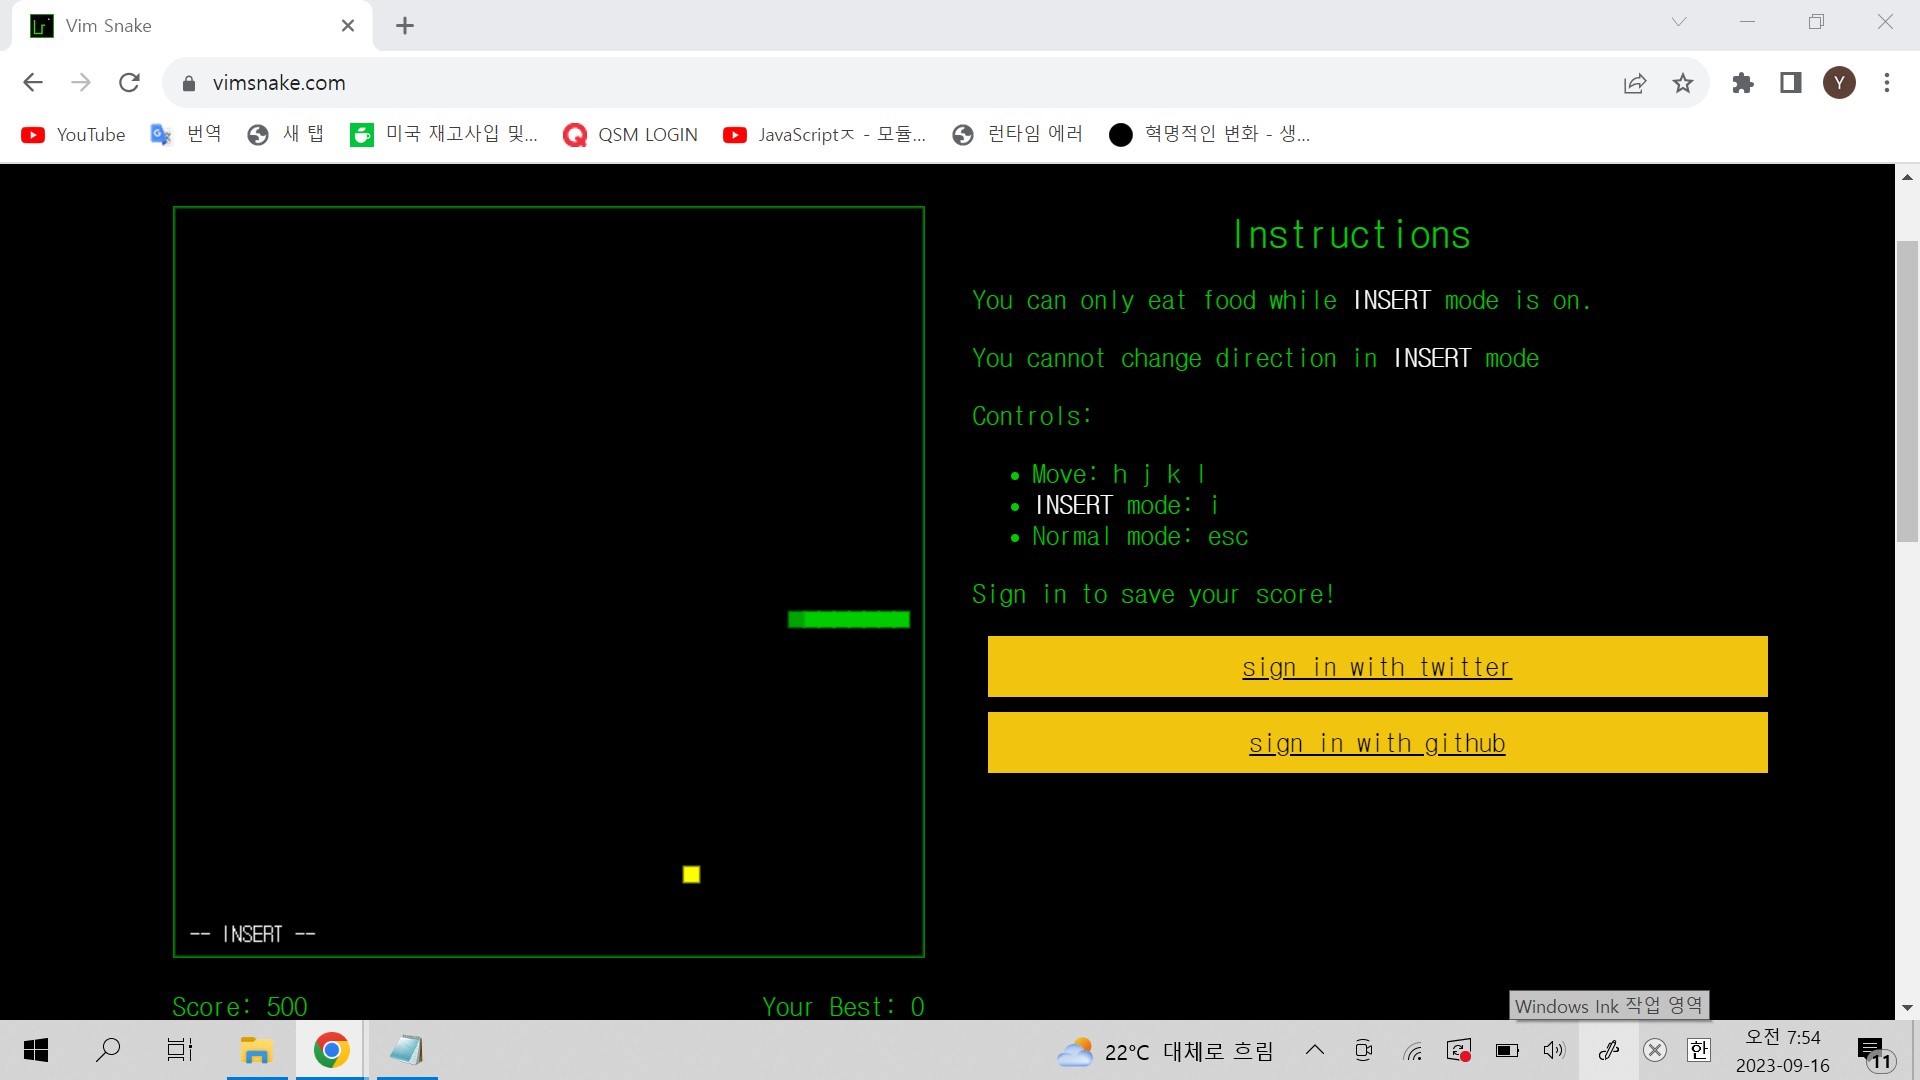 Vim Snake
vimsnake.com
Y
YouTube
번역
새 탭
미국 재고사입 및...
QSM LOGIN
JavaScriptㅈ - 모듈...
런타임 에러
혁명적인 변화 - 생...
Instructions
You can only eat food while INSERT mode is on.
You cannot change direction in INSERT mode
Controls:
Move: h j k l
INSERT mode: i
Normal mode: esc
Sign in to save your score!
sign in with twitter
sign in with github
-- INSERT --
Score: 500
Your Best: 0
Windows Ink 작업 영역
22°C 대체로 흐림
한
오전 7:54
2023-09-16
11